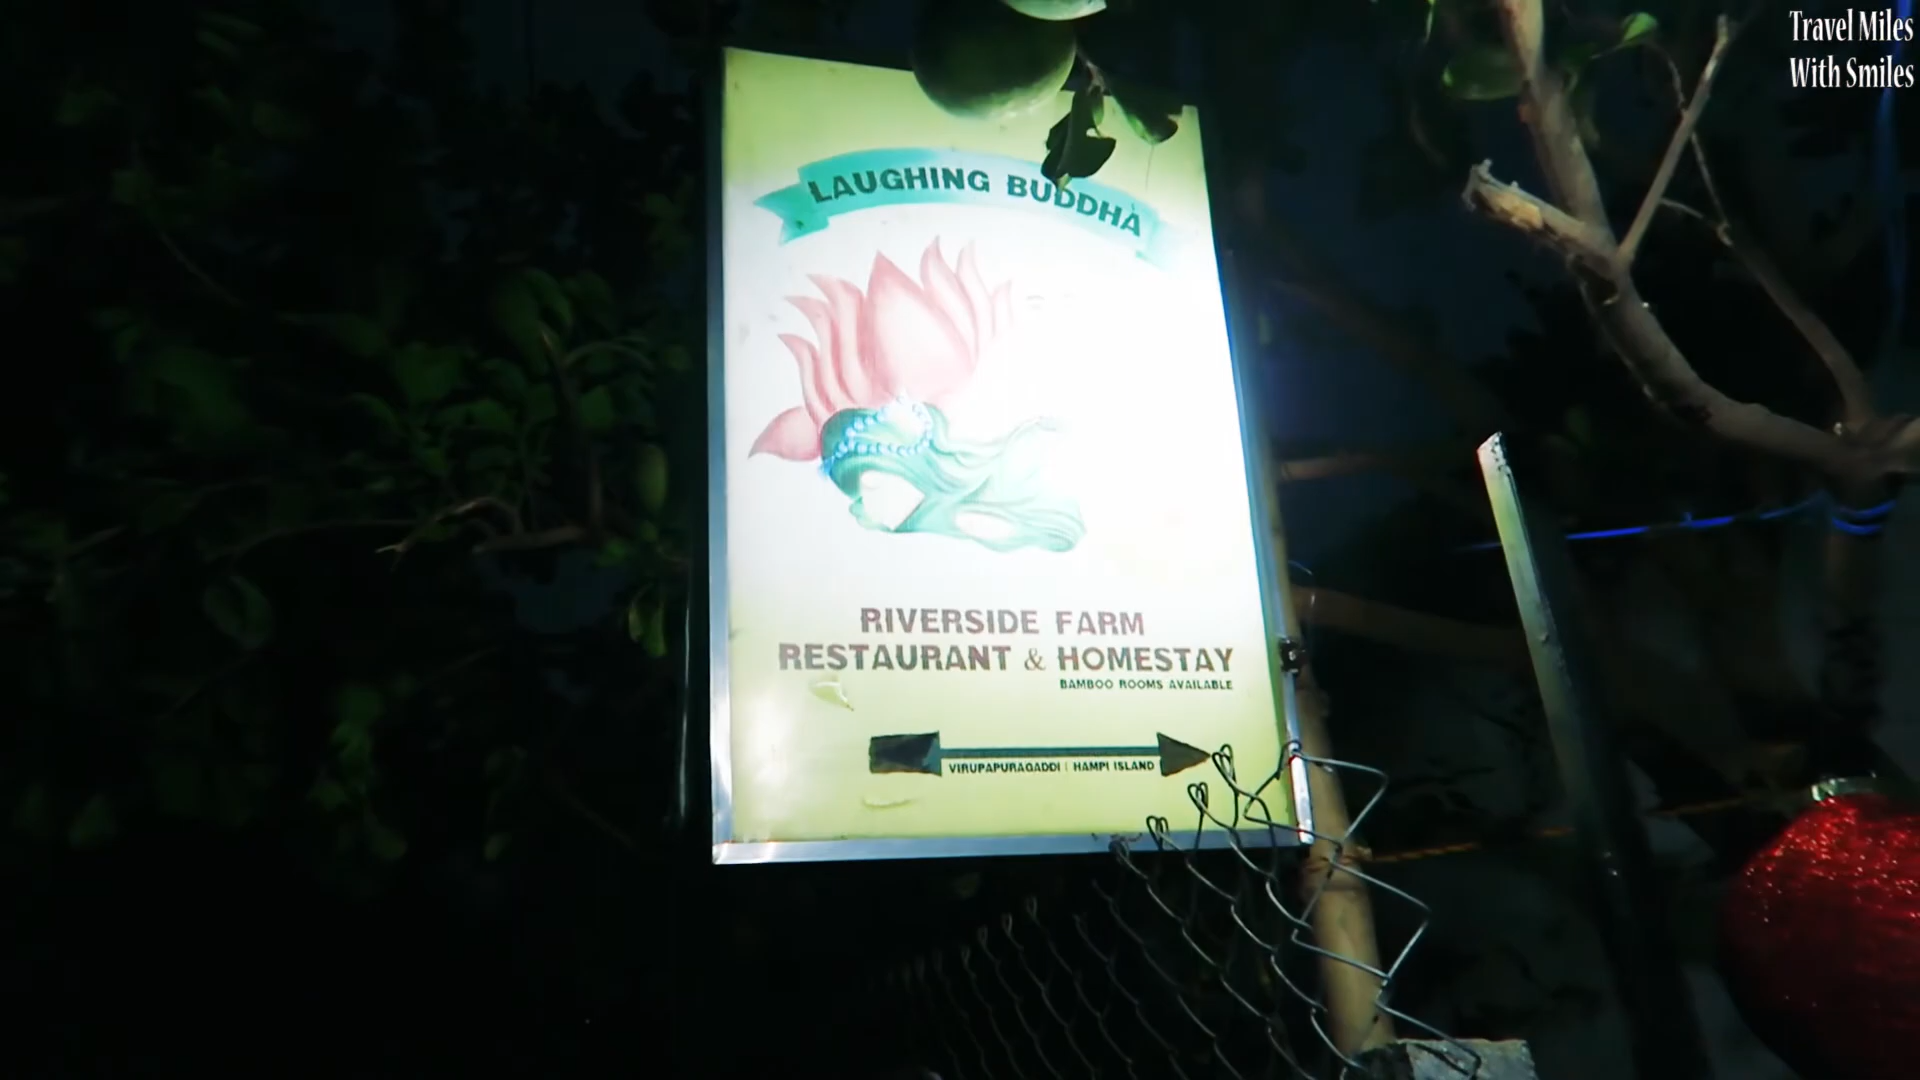 Travel Miles
With Smiles
LAUGHING BUDDHA
RIVERSIDE FARM
RESTAURANT & HOMESTAY
BAMBOO ROOMS AVAILABLE
VIRUPAPURAGADDI | HAMPI ISLAND